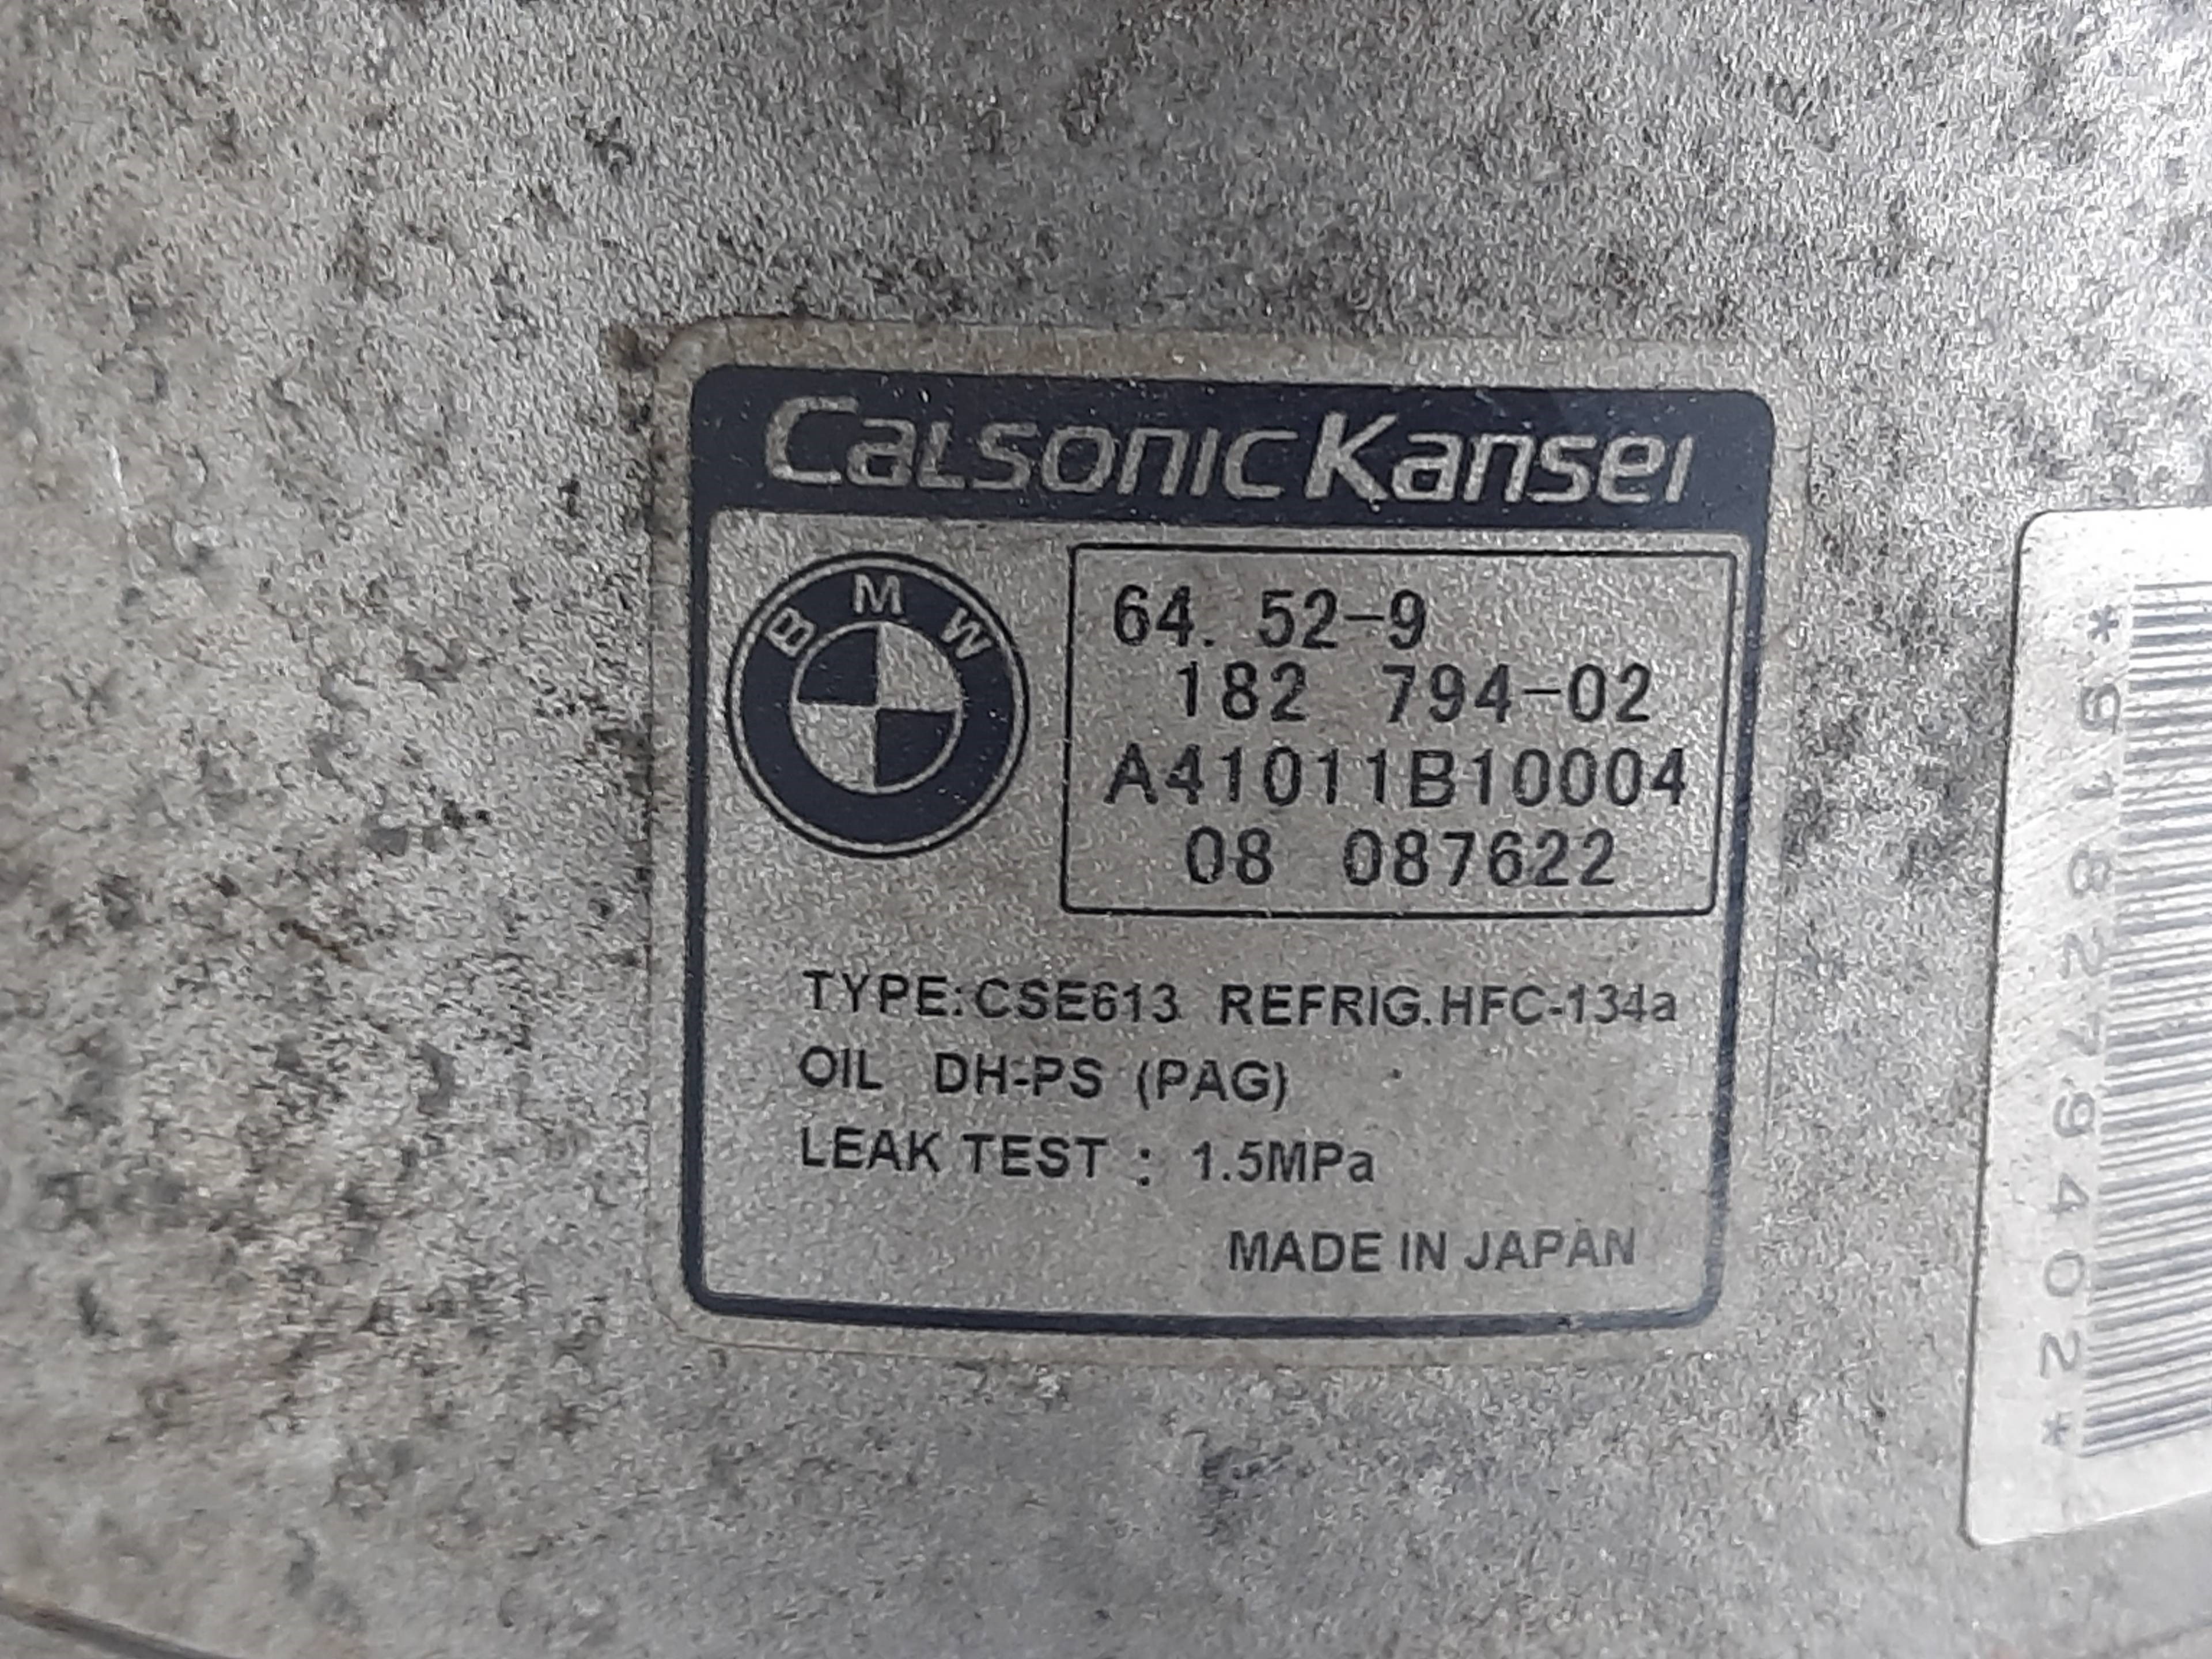 CalsonicKansei
BMW
64. 52-9
182 794-02
A41011B10004
08 087622
TYPE:CSE613 REFRIG.HFC-134a
OIL DH-PS (PAG)
LEAK TEST : 1.5MPa
MADE IN JAPAN
*918279402*